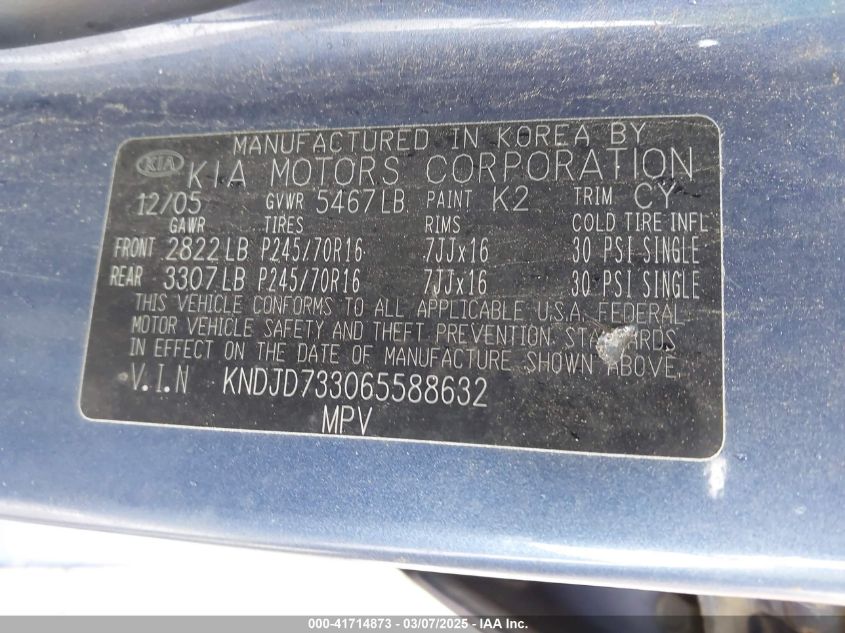 MANUFACTURED IN KOREA BY
KIA KIA MOTORS CORPORATION
12/05 GVWR 5467LB PAINT K2 TRIM CY
GAWR TIRES RIMS COLD TIRE INFL
FRONT 2822LB P245/70R16 7JJx16 30 PSI SINGLE
REAR 3307LB P245/70R16 7JJx16 30 PSI SINGLE
THIS VEHICLE CONFORMS TO ALL APPLICABLE U.S.A. FEDERAL
MOTOR VEHICLE SAFETY AND THEFT PREVENTION STANDARDS
IN EFFECT ON THE DATE OF MANUFACTURE SHOWN ABOVE.
V.I.N KNDJD733065588632
MPV
000-41714873 - 03/07/2025 - IAA Inc.